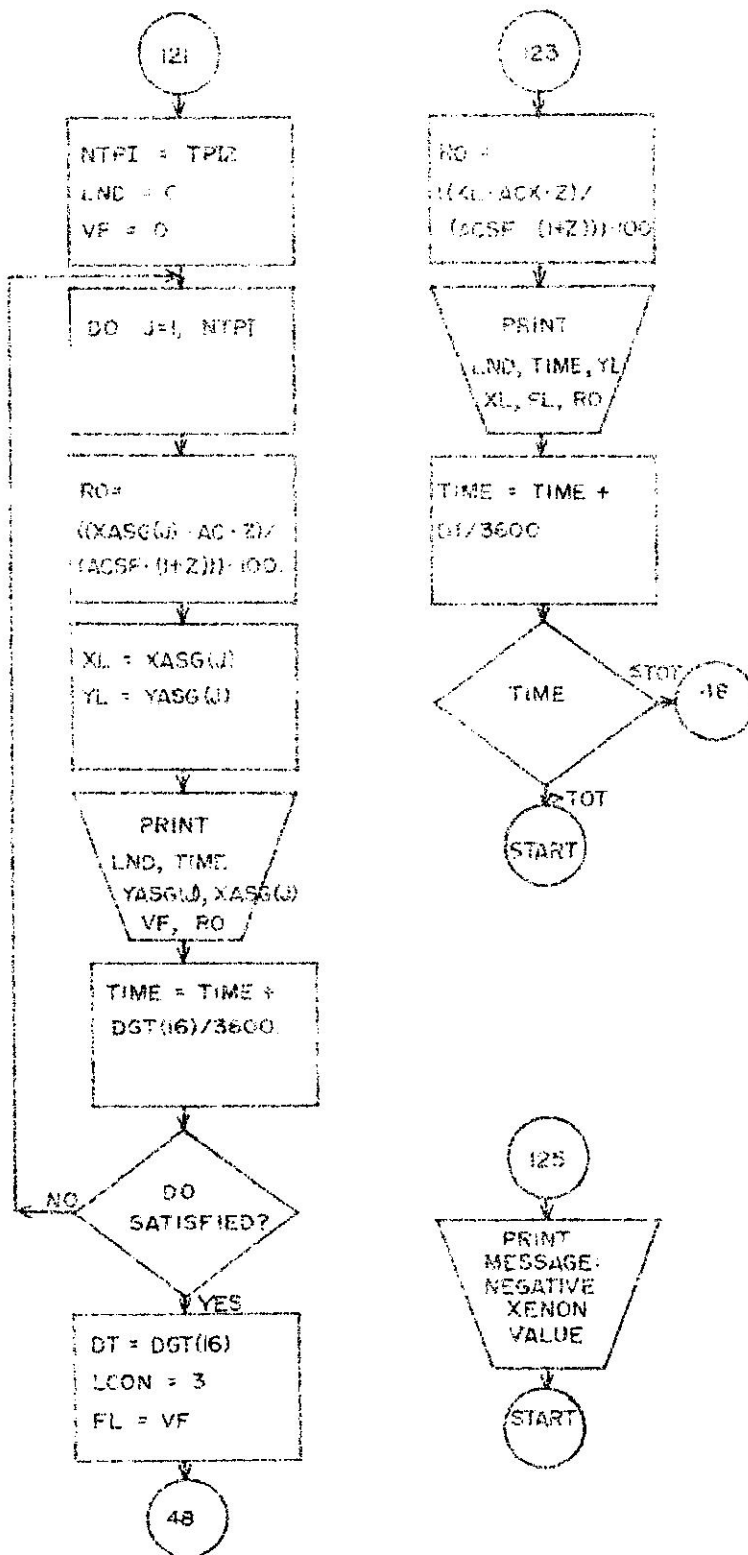 121
NTPI = TPI2
LND = 0
VF = 0
DO J=1, NTPI
RO=
((XASG(J)·AC·Z)/
(ACSF·(1+Z)))·100.
XL = XASG(J)
YL = YASG(J)
PRINT
LND, TIME
YASG(J), XASG(J)
VF, RO
TIME = TIME +
DGT(16)/3600.
DO
SATISFIED?
NO
YES
DT = DGT(16)
LCON = 3
FL = VF
48
123
RO =
((XL·ACX·Z)/
(ACSF (1+Z)))·100
PRINT
LND, TIME, YL
XL, FL, RO
TIME = TIME +
DT/3600
TIME
≤TOT
48
>TOT
START
125
PRINT
MESSAGE:
NEGATIVE
XENON
VALUE
START